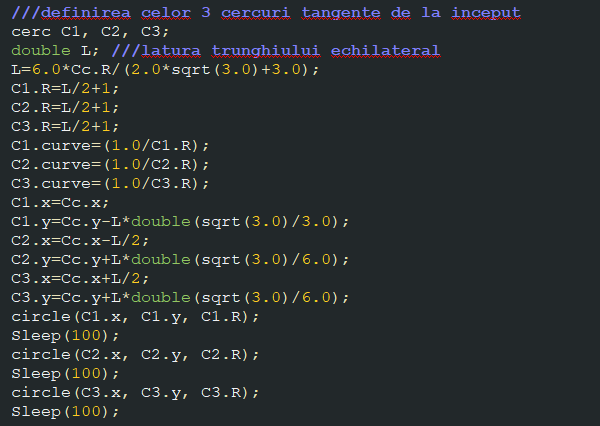 ///definirea celor 3 cercuri tangente de la inceput
cerc C1, C2, C3;
double L; ///latura trunghiului echilateral
L=6.0*Cc.R/(2.0*sqrt(3.0)+3.0);
C1.R=L/2+1;
C2.R=L/2+1;
C3.R=L/2+1;
C1.curve=(1.0/C1.R);
C2.curve=(1.0/C2.R);
C3.curve=(1.0/C3.R);
C1.x=Cc.x;
C1.y=Cc.y-L*double(sqrt(3.0)/3.0);
C2.x=Cc.x-L/2;
C2.y=Cc.y+L*double(sqrt(3.0)/6.0);
C3.x=Cc.x+L/2;
C3.y=Cc.y+L*double(sqrt(3.0)/6.0);
circle(C1.x, C1.y, C1.R);
Sleep(100);
circle(C2.x, C2.y, C2.R);
Sleep(100);
circle(C3.x, C3.y, C3.R);
Sleep(100);